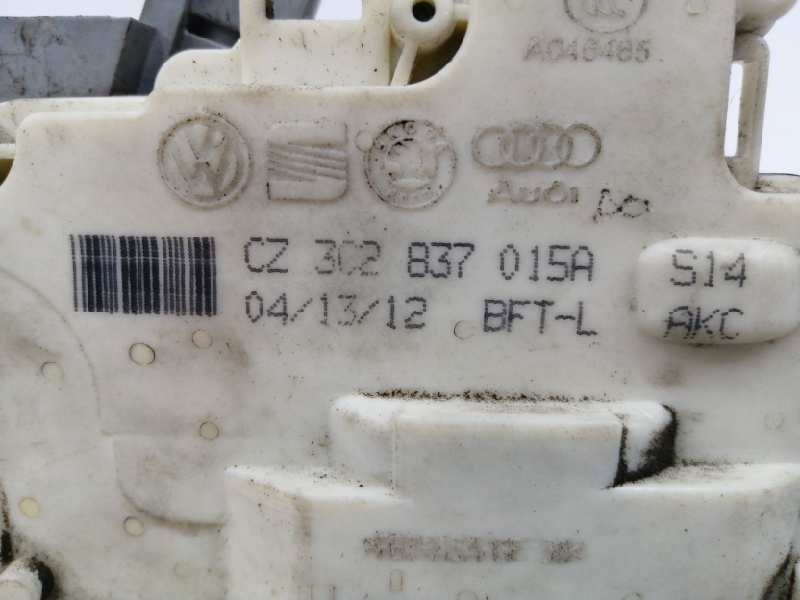 A046485
Audi
CZ 3C2 837 015A
04/13/12 BFT-L
S14
AKC